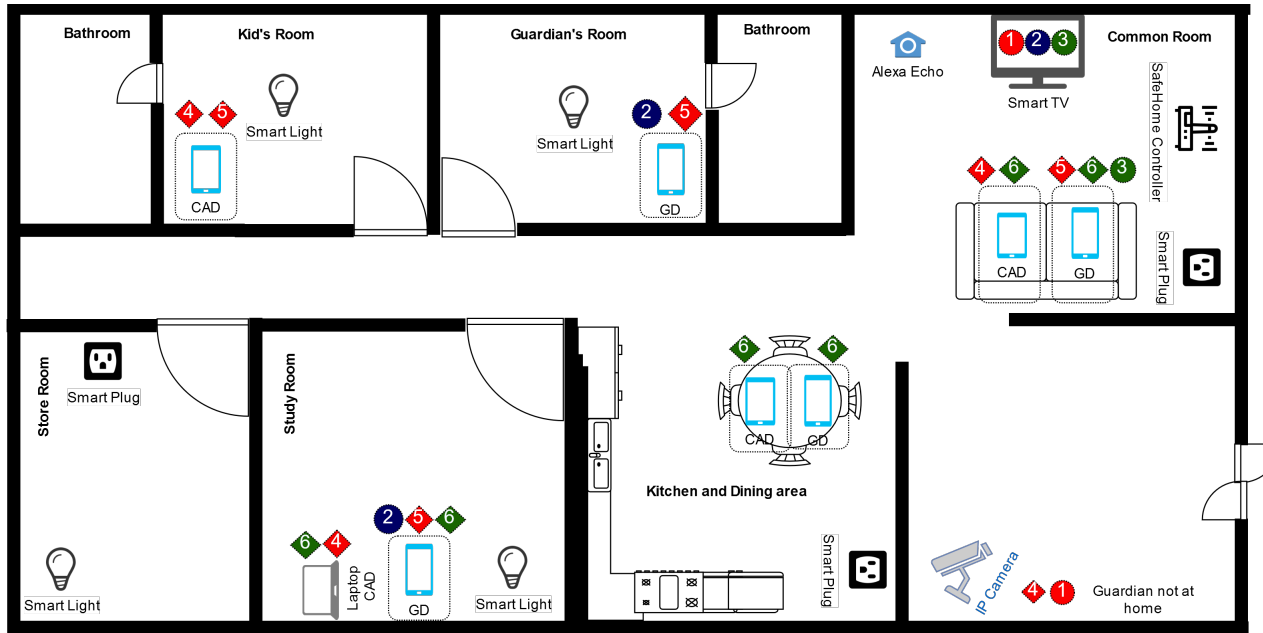 Bathroom
Kid's Room
Guardian's Room
Bathroom
Common Room
1 2 3
Alexa Echo
Smart TV
SafeHome Controller
4 5
Smart Light
CAD
2 5
Smart Light
GD
4 6
5 6 3
CAD
GD
Smart Plug
Store Room
Smart Plug
Smart Light
Study Room
6 4
Laptop
CAD
2 5 6
GD
Smart Light
6
6
CAD
GD
Kitchen and Dining area
Smart Plug
IP Camera
4 1
Guardian not at
home